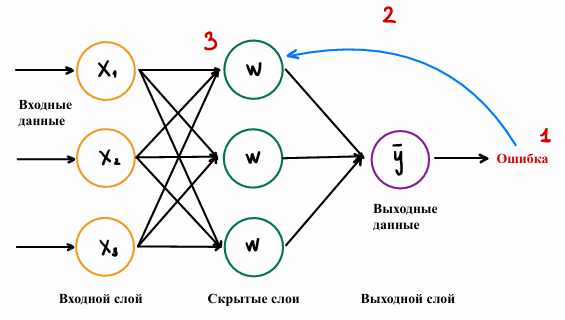 2
3
x₁
w
1
Входные
данные
x₂
w
ȳ
Ошибка
Выходные
данные
x₃
w
Входной слой
Скрытые слои
Выходной слой